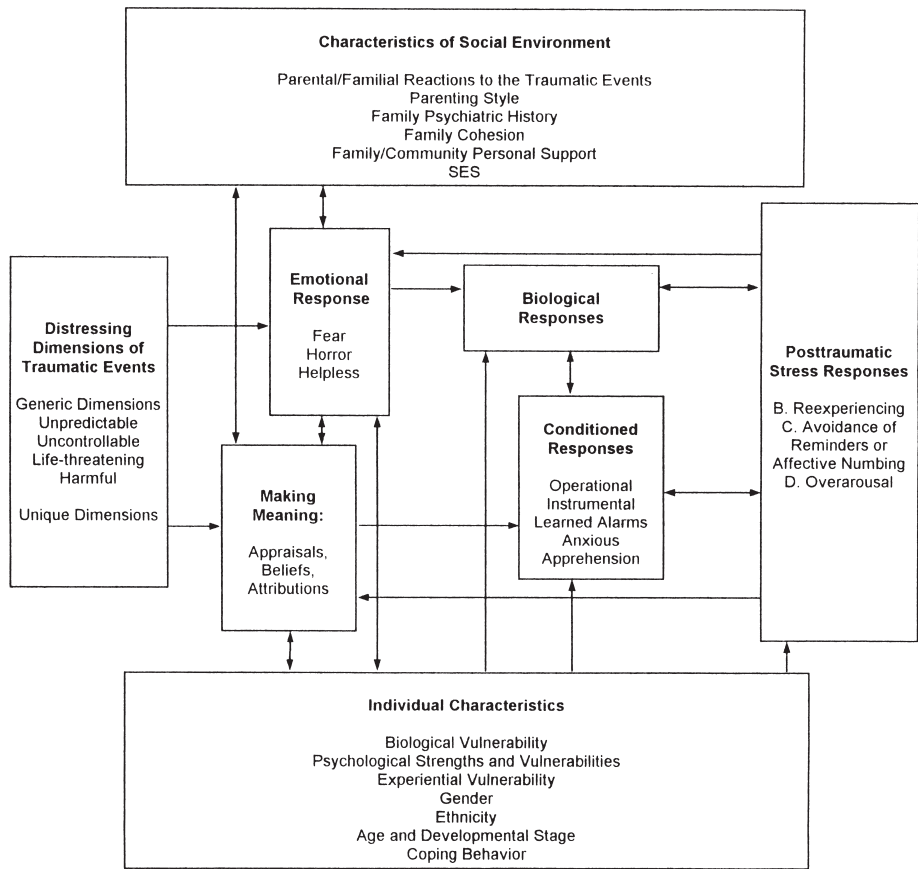 Characteristics of Social Environment
Parental/Familial Reactions to the Traumatic Events
Parenting Style
Family Psychiatric History
Family Cohesion
Family/Community Personal Support
SES
Distressing
Dimensions of
Traumatic Events
Generic Dimensions
Unpredictable
Uncontrollable
Life-threatening
Harmful
Unique Dimensions
Emotional
Response
Fear
Horror
Helpless
Making
Meaning:
Appraisals,
Beliefs,
Attributions
Biological
Responses
Conditioned
Responses
Operational
Instrumental
Learned Alarms
Anxious
Apprehension
Posttraumatic
Stress Responses
B. Reexperiencing
C. Avoidance of
Reminders or
Affective Numbing
D. Overarousal
Individual Characteristics
Biological Vulnerability
Psychological Strengths and Vulnerabilities
Experiential Vulnerability
Gender
Ethnicity
Age and Developmental Stage
Coping Behavior